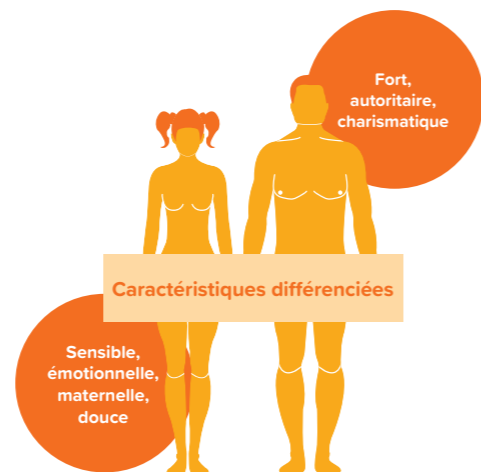 Fort,
autoritaire,
charismatique
Caractéristiques différenciées
Sensible,
émotionnelle,
maternelle,
douce